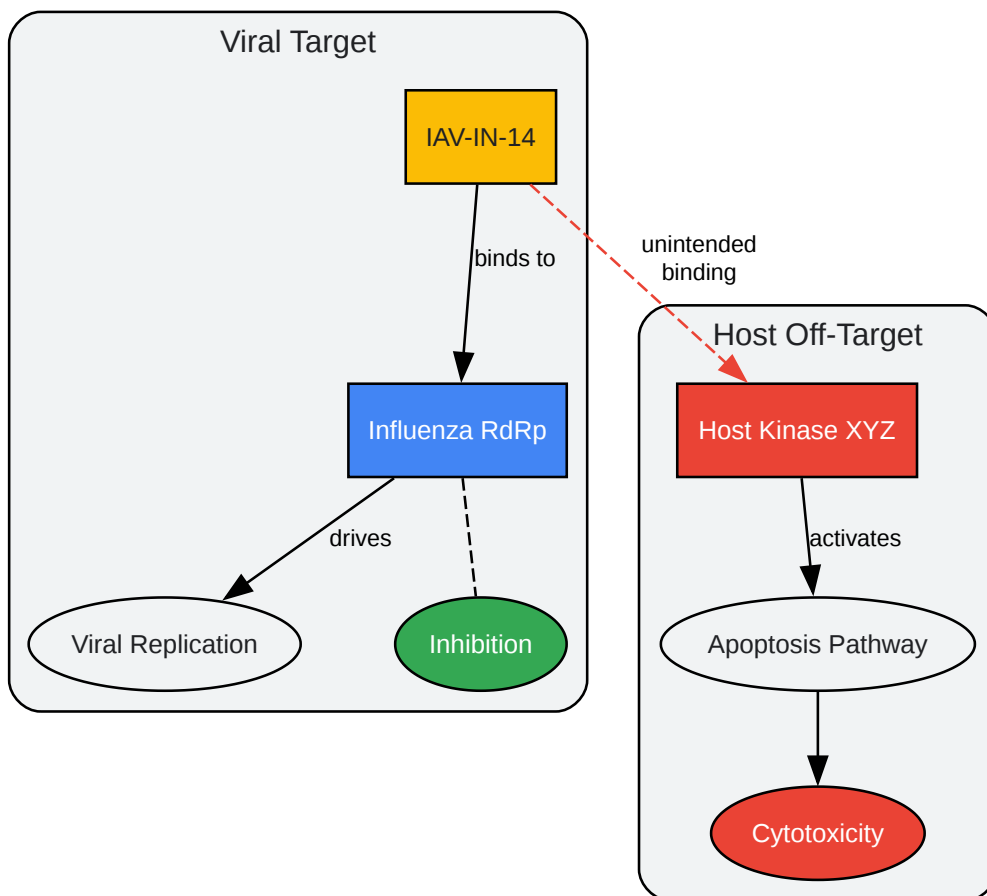 Viral Target
IAV-IN-14
binds to
unintended
binding
Host Off-Target
Influenza RdRp
Host Kinase XYZ
drives
activates
Viral Replication
Inhibition
Apoptosis Pathway
Cytotoxicity